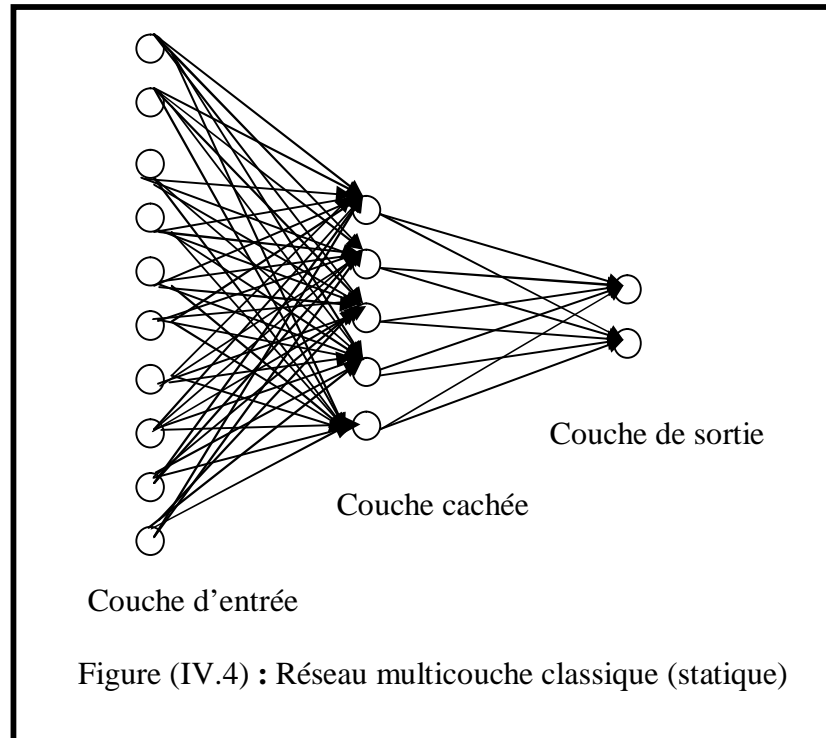 Couche de sortie
Couche cachée
Couche d’entrée
Figure (IV.4) : Réseau multicouche classique (statique)